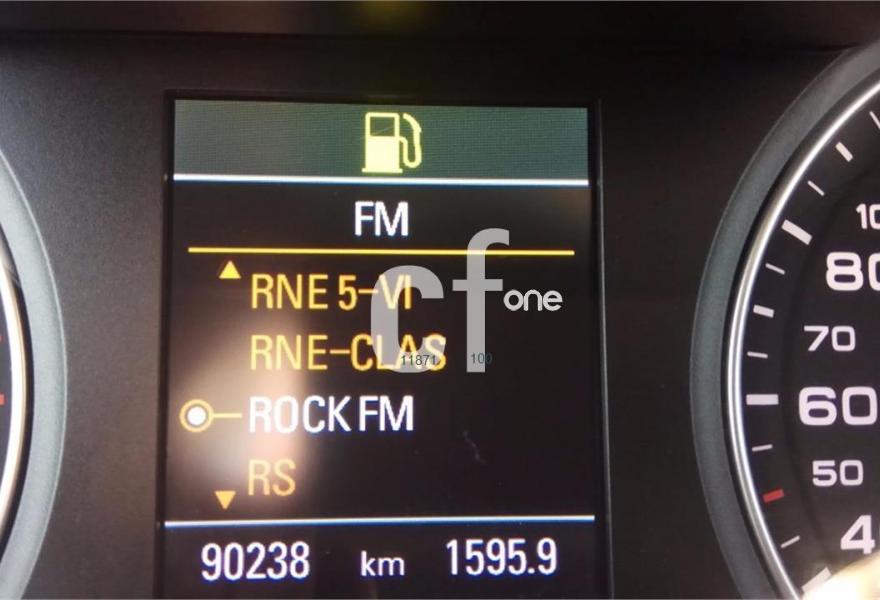 FM
RNE 5-VI
RNE-CLAS
ROCK FM
RS
90238 km 1595.9
cf one
11871 100
80
70
60
50